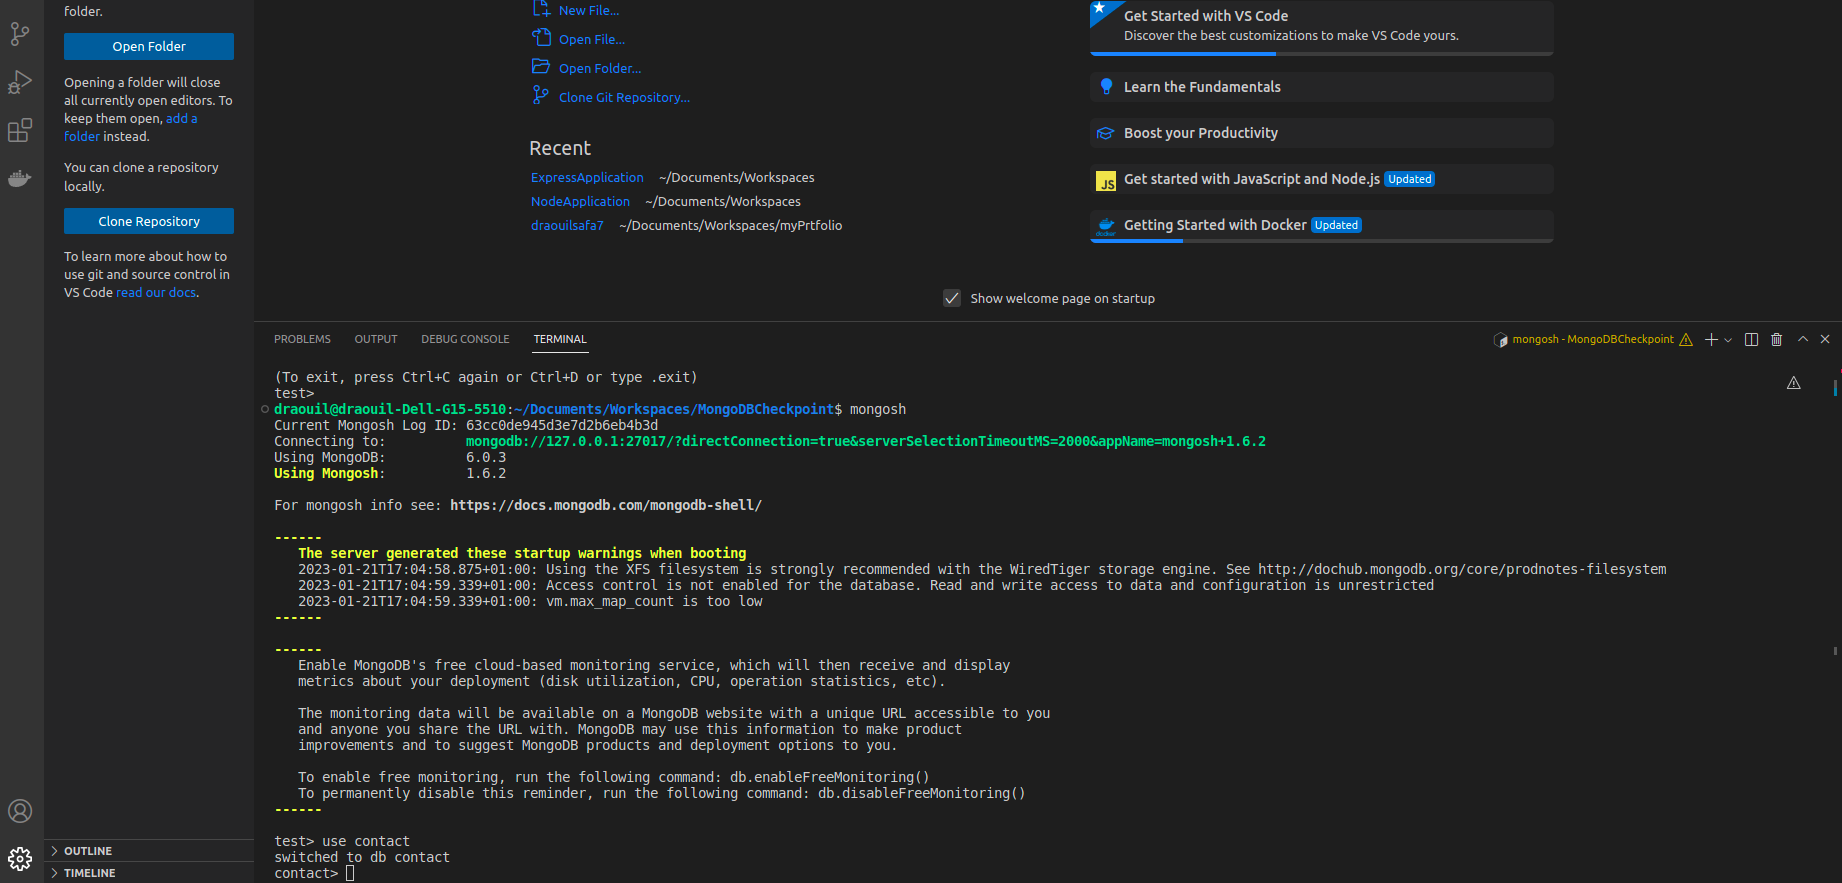 folder.
Open Folder
Opening a folder will close
all currently open editors. To
keep them open, add a
folder instead.
You can clone a repository
locally.
Clone Repository
To learn more about how to
use git and source control in
VS Code read our docs.
OUTLINE
TIMELINE
New File...
Open File...
Open Folder...
Clone Git Repository...
Recent
ExpressApplication ~/Documents/Workspaces
NodeApplication ~/Documents/Workspaces
draouilsafa7 ~/Documents/Workspaces/myPrtfolio
Get Started with VS Code
Discover the best customizations to make VS Code yours.
Learn the Fundamentals
Boost your Productivity
JS Get started with JavaScript and Node.js Updated
docker Getting Started with Docker Updated
Show welcome page on startup
PROBLEMS OUTPUT DEBUG CONSOLE TERMINAL
mongosh - MongoDBCheckpoint
(To exit, press Ctrl+C again or Ctrl+D or type .exit)
test>
draouil@draouil-Dell-G15-5510:~/Documents/Workspaces/MongoDBCheckpoint$ mongosh
Current Mongosh Log ID: 63cc0de945d3e7d2b6eb4b3d
Connecting to: mongodb://127.0.0.1:27017/?directConnection=true&serverSelectionTimeoutMS=2000&appName=mongosh+1.6.2
Using MongoDB: 6.0.3
Using Mongosh: 1.6.2
For mongosh info see: https://docs.mongodb.com/mongodb-shell/
------
The server generated these startup warnings when booting
2023-01-21T17:04:58.875+01:00: Using the XFS filesystem is strongly recommended with the WiredTiger storage engine. See http://dochub.mongodb.org/core/prodnotes-filesystem
2023-01-21T17:04:59.339+01:00: Access control is not enabled for the database. Read and write access to data and configuration is unrestricted
2023-01-21T17:04:59.339+01:00: vm.max_map_count is too low
------
------
Enable MongoDB's free cloud-based monitoring service, which will then receive and display
metrics about your deployment (disk utilization, CPU, operation statistics, etc).
The monitoring data will be available on a MongoDB website with a unique URL accessible to you
and anyone you share the URL with. MongoDB may use this information to make product
improvements and to suggest MongoDB products and deployment options to you.
To enable free monitoring, run the following command: db.enableFreeMonitoring()
To permanently disable this reminder, run the following command: db.disableFreeMonitoring()
------
test> use contact
switched to db contact
contact>